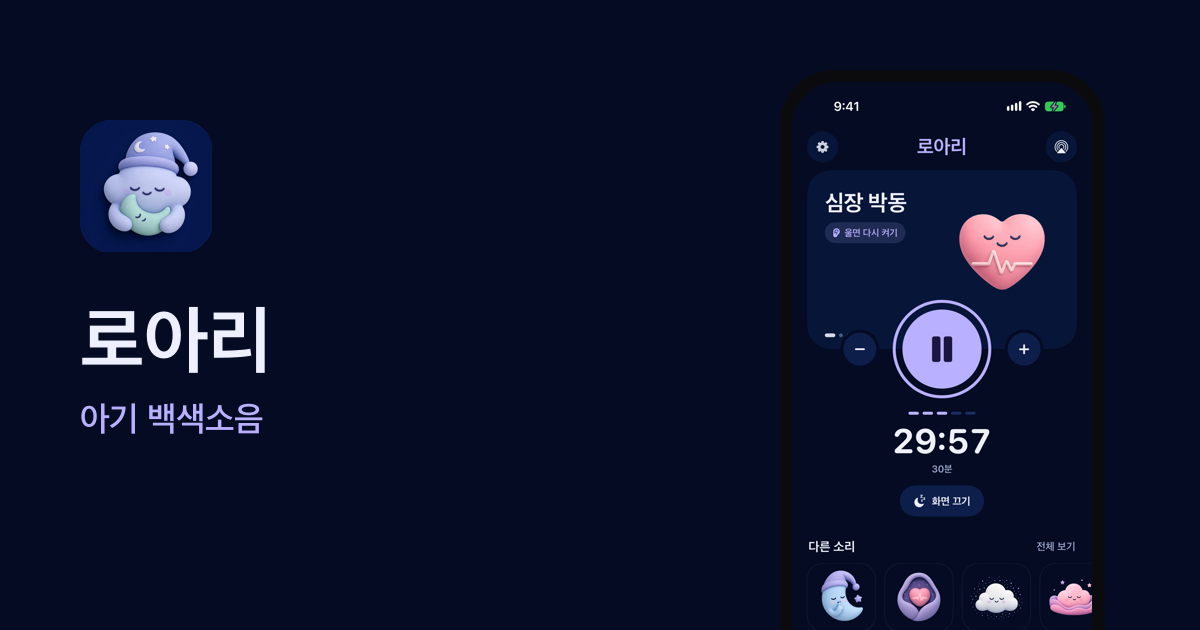 로아리
아기 백색소음
9:41
로아리
심장 박동
울면 다시 켜기
29:57
30분
화면 끄기
다른 소리 전체 보기